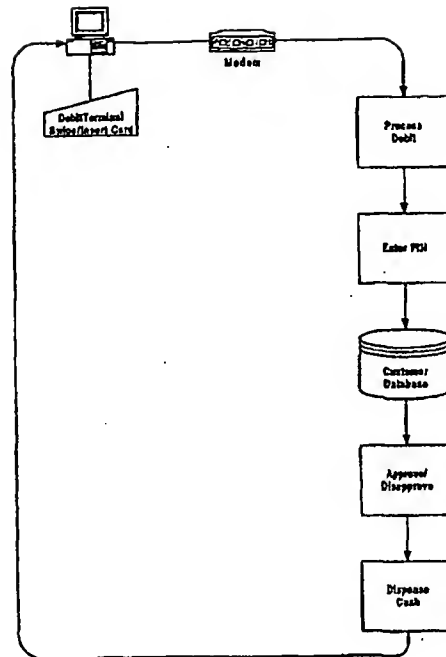 Modem
Debit Terminal
Swipe/Insert Card
Process
Debit
Enter PIN
Customer
Database
Approve/
Disapprove
Dispense
Cash